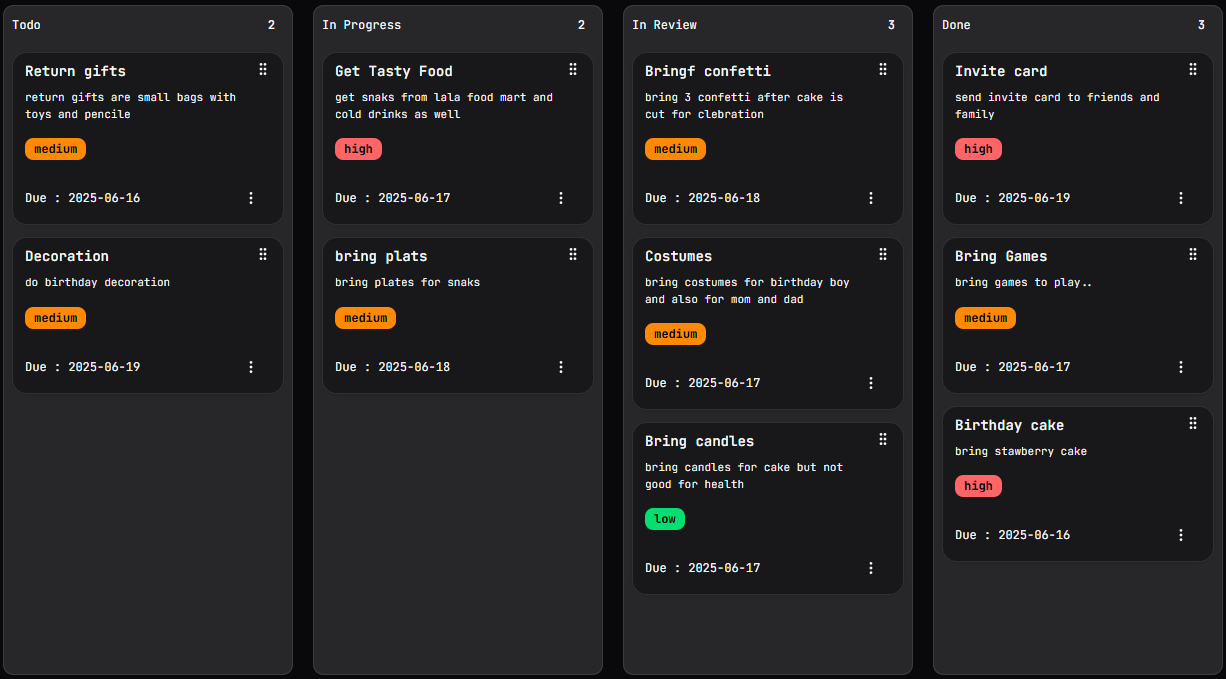 Todo 2
Return gifts
return gifts are small bags with
toys and pencile
medium
Due : 2025-06-16
Decoration
do birthday decoration
medium
Due : 2025-06-19
In Progress 2
Get Tasty Food
get snaks from lala food mart and
cold drinks as well
high
Due : 2025-06-17
bring plats
bring plates for snaks
medium
Due : 2025-06-18
In Review 3
Bringf confetti
bring 3 confetti after cake is
cut for clebration
medium
Due : 2025-06-18
Costumes
bring costumes for birthday boy
and also for mom and dad
medium
Due : 2025-06-17
Bring candles
bring candles for cake but not
good for health
low
Due : 2025-06-17
Done 3
Invite card
send invite card to friends and
family
high
Due : 2025-06-19
Bring Games
bring games to play..
medium
Due : 2025-06-17
Birthday cake
bring stawberry cake
high
Due : 2025-06-16